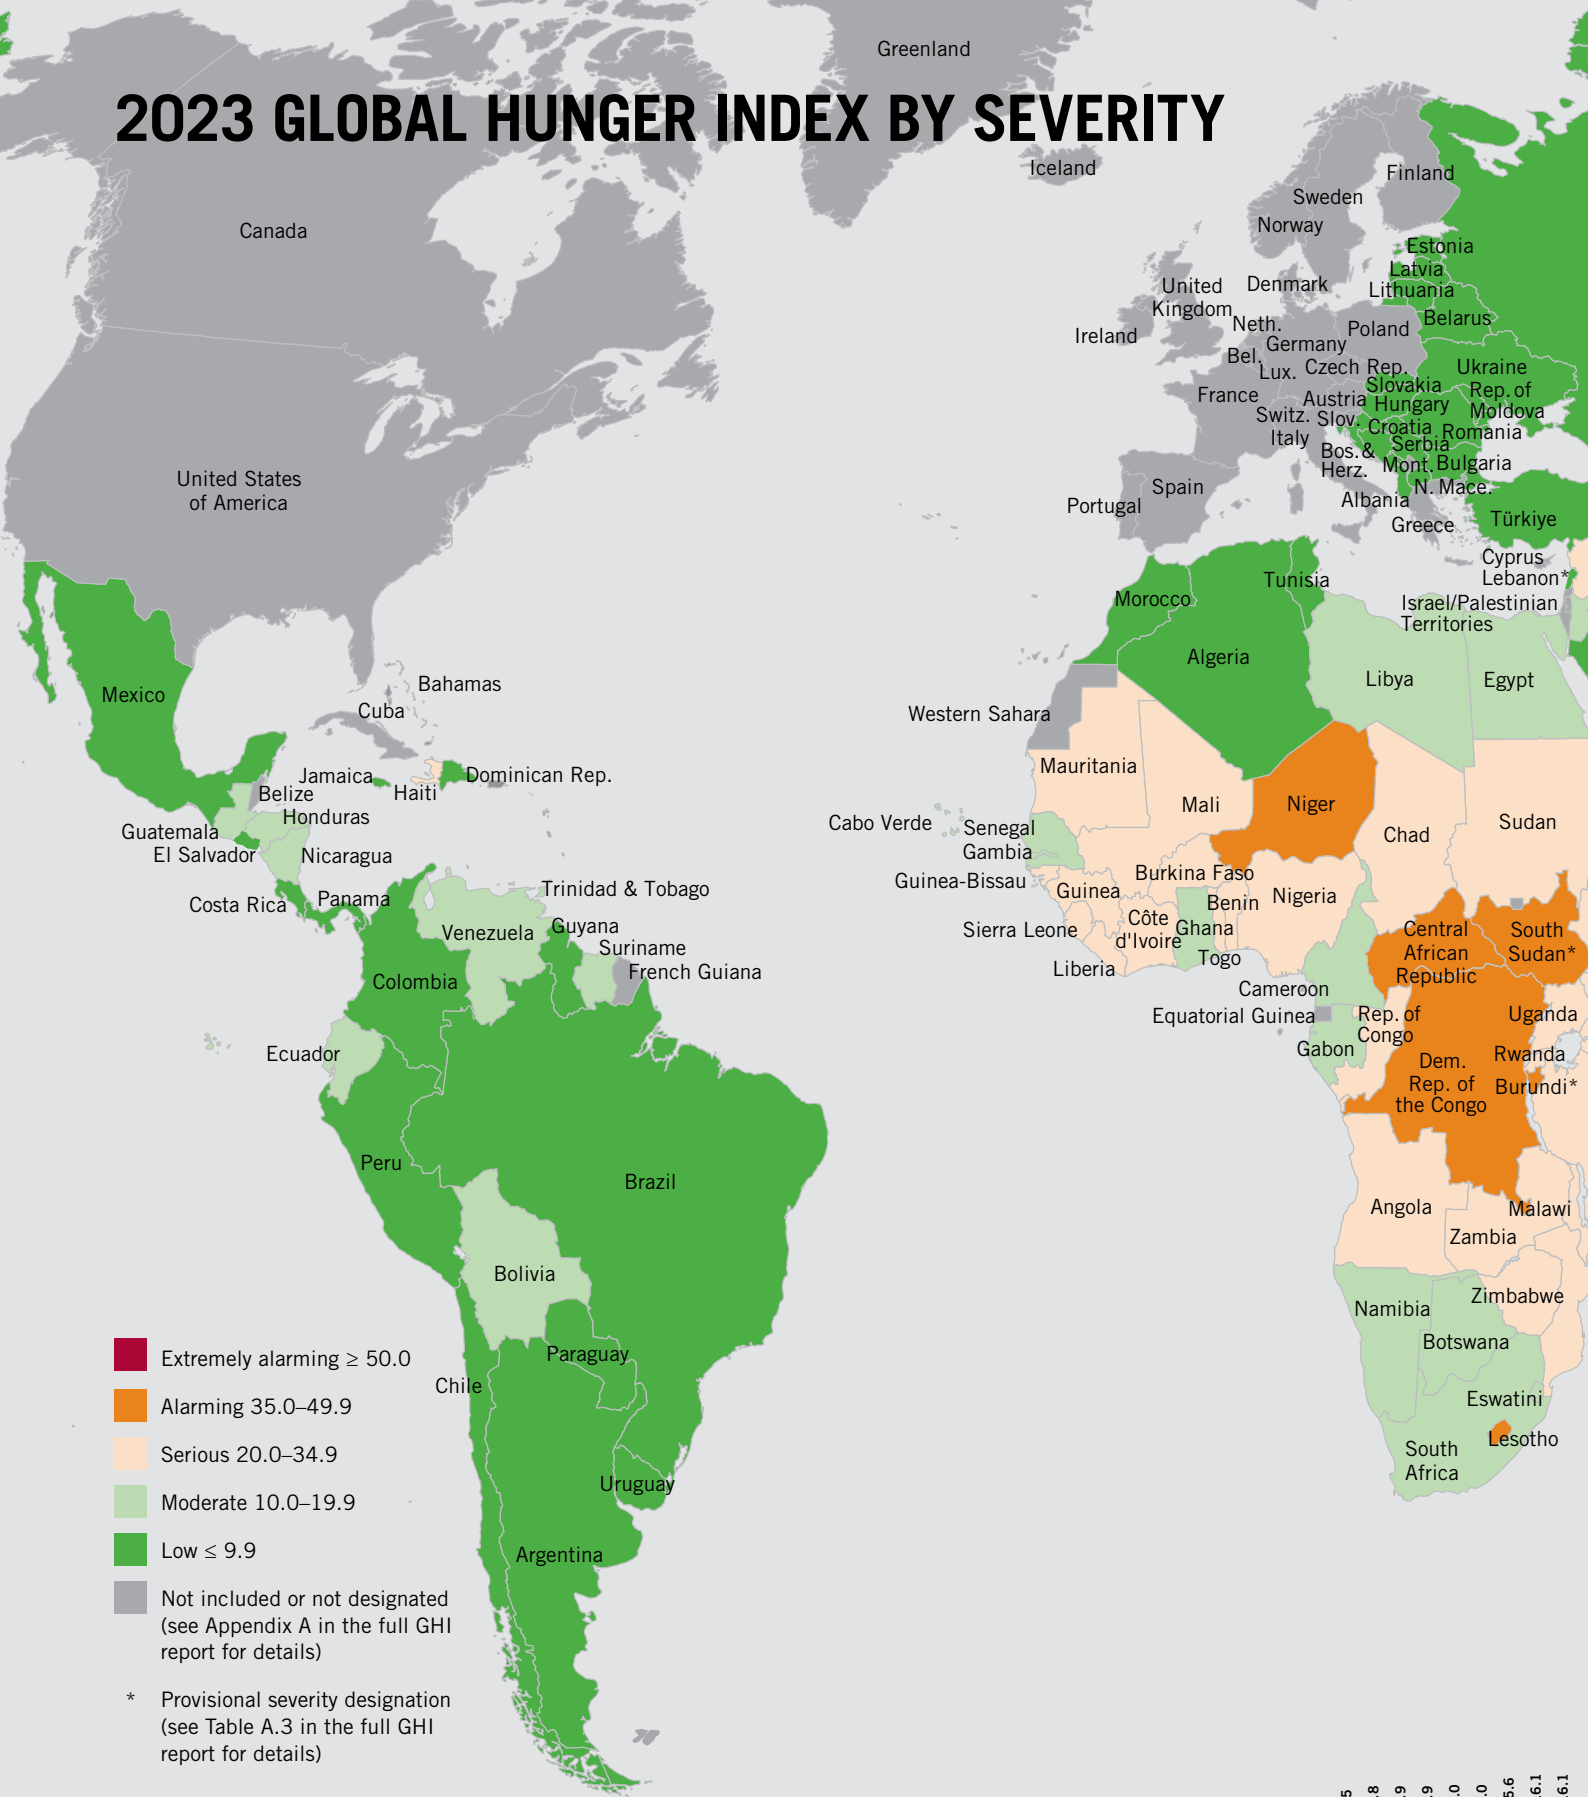 Greenland
2023 GLOBAL HUNGER INDEX BY SEVERITY
Iceland
Finland
Sweden
Norway
Canada
Estonia
Latvia
Lithuania
Denmark
United
Kingdom
Belarus
Neth.
Poland
Ireland
Germany
Bel.
Lux.
Czech Rep.
Ukraine
Slovakia
Rep. of
Moldova
France
Austria
Hungary
Switz.
Slov.
Croatia
Romania
Italy
Serbia
Bos.&
Herz.
Mont.
Bulgaria
N. Mace.
United States
of America
Spain
Portugal
Albania
Greece
Türkiye
Cyprus
Lebanon*
Tunisia
Morocco
Israel/Palestinian
Territories
Algeria
Libya
Egypt
Mexico
Bahamas
Cuba
Western Sahara
Jamaica
Dominican Rep.
Haiti
Belize
Honduras
Guatemala
El Salvador
Nicaragua
Costa Rica
Panama
Trinidad & Tobago
Mauritania
Mali
Niger
Chad
Sudan
Cabo Verde
Senegal
Gambia
Guinea-Bissau
Guinea
Burkina Faso
Benin
Nigeria
Sierra Leone
Côte
d'Ivoire
Ghana
Togo
Liberia
Central
African
Republic
South
Sudan*
Venezuela
Guyana
Suriname
French Guiana
Colombia
Cameroon
Equatorial Guinea
Rep. of
Congo
Uganda
Gabon
Rwanda
Dem.
Rep. of
the Congo
Burundi*
Ecuador
Peru
Brazil
Angola
Malawi
Zambia
Bolivia
Zimbabwe
Namibia
Botswana
Paraguay
Chile
Eswatini
Lesotho
South
Africa
Uruguay
Argentina
Extremely alarming ≥ 50.0
Alarming 35.0–49.9
Serious 20.0–34.9
Moderate 10.0–19.9
Low ≤ 9.9
Not included or not designated
(see Appendix A in the full GHI
report for details)
* Provisional severity designation
(see Table A.3 in the full GHI
report for details)